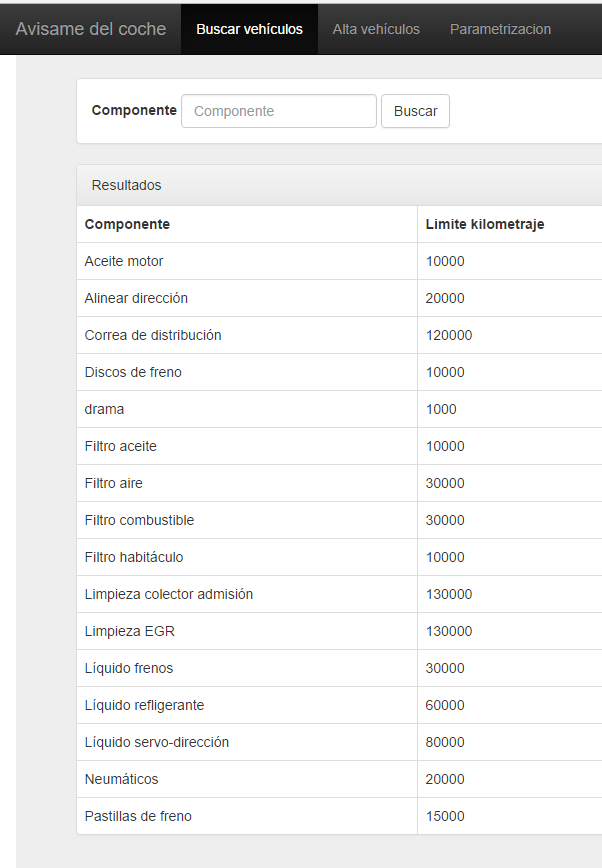 Avisame del coche Buscar vehículos Alta vehículos Parametrizacion
Componente Componente Buscar
Resultados
Componente Limite kilometraje
Aceite motor 10000
Alinear dirección 20000
Correa de distribución 120000
Discos de freno 10000
drama 1000
Filtro aceite 10000
Filtro aire 30000
Filtro combustible 30000
Filtro habitáculo 10000
Limpieza colector admisión 130000
Limpieza EGR 130000
Líquido frenos 30000
Líquido refligerante 60000
Líquido servo-dirección 80000
Neumáticos 20000
Pastillas de freno 15000